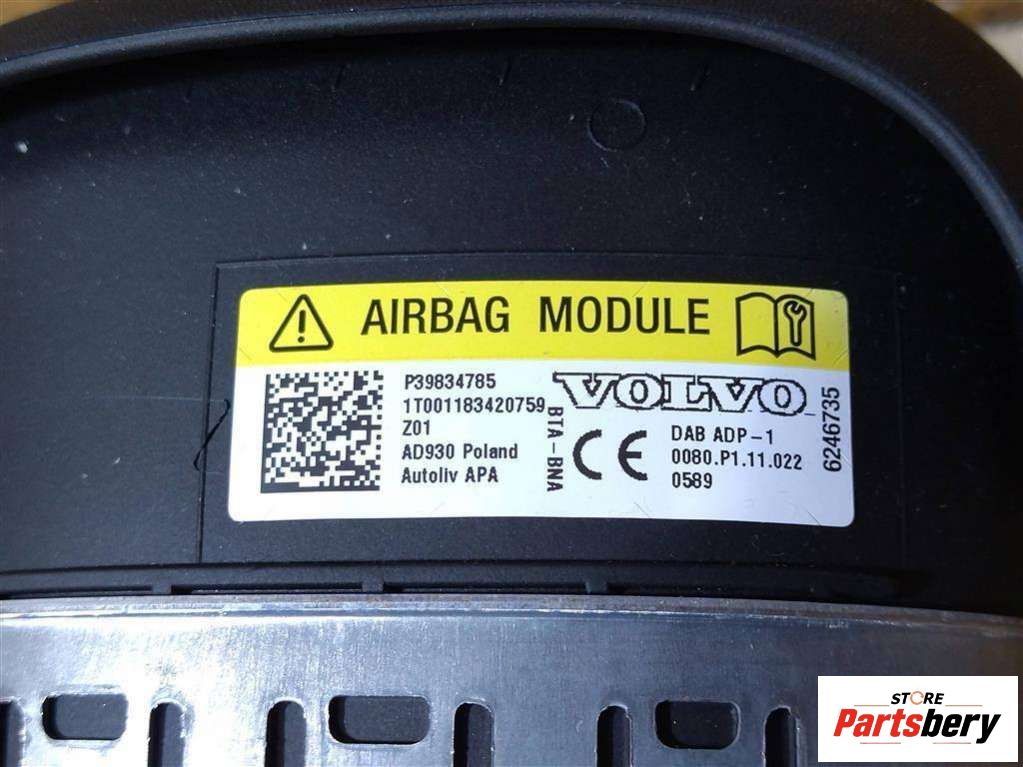 AIRBAG MODULE
P39834785
1T001183420759
Z01
AD930 Poland
Autoliv APA
BTA-BNA
VOLVO
CE
DAB ADP-1
0080.P1.11.022
0589
6246735
STORE
Partsbery